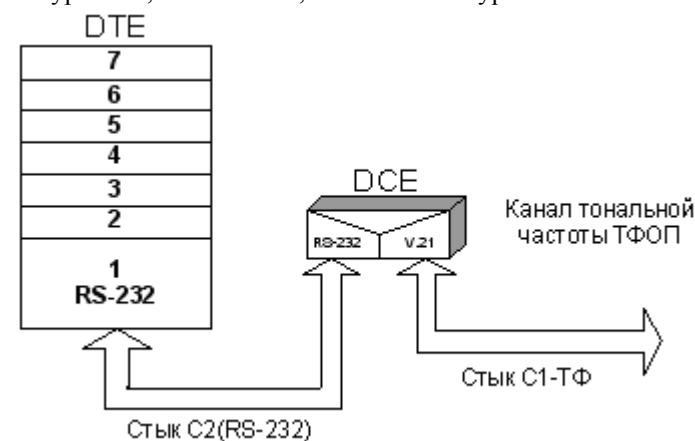 DTE
7
6
5
4
3
2
1
RS-232
DCE
RS-232
V.21
Канал тональной
частоты ТФОП
Стык С1-ТФ
Стык С2(RS-232)